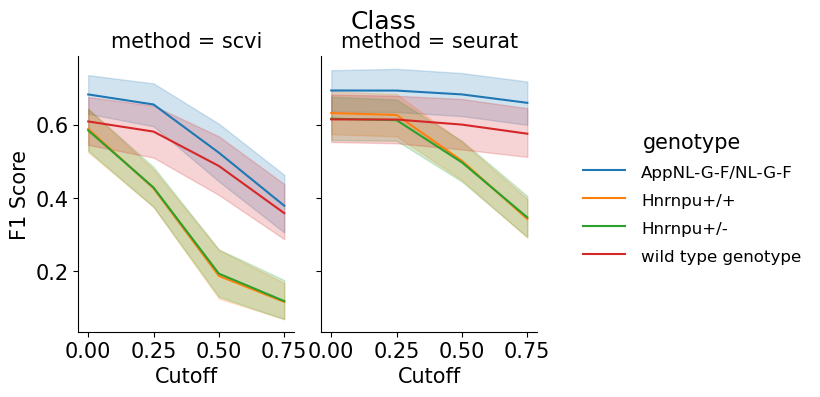 Class
method = scvi
method = seurat
F1 Score
0.6
0.4
0.2
0.00 0.25 0.50 0.75
0.00 0.25 0.50 0.75
Cutoff
Cutoff
genotype
AppNL-G-F/NL-G-F
Hnrnpu+/+
Hnrnpu+/-
wild type genotype